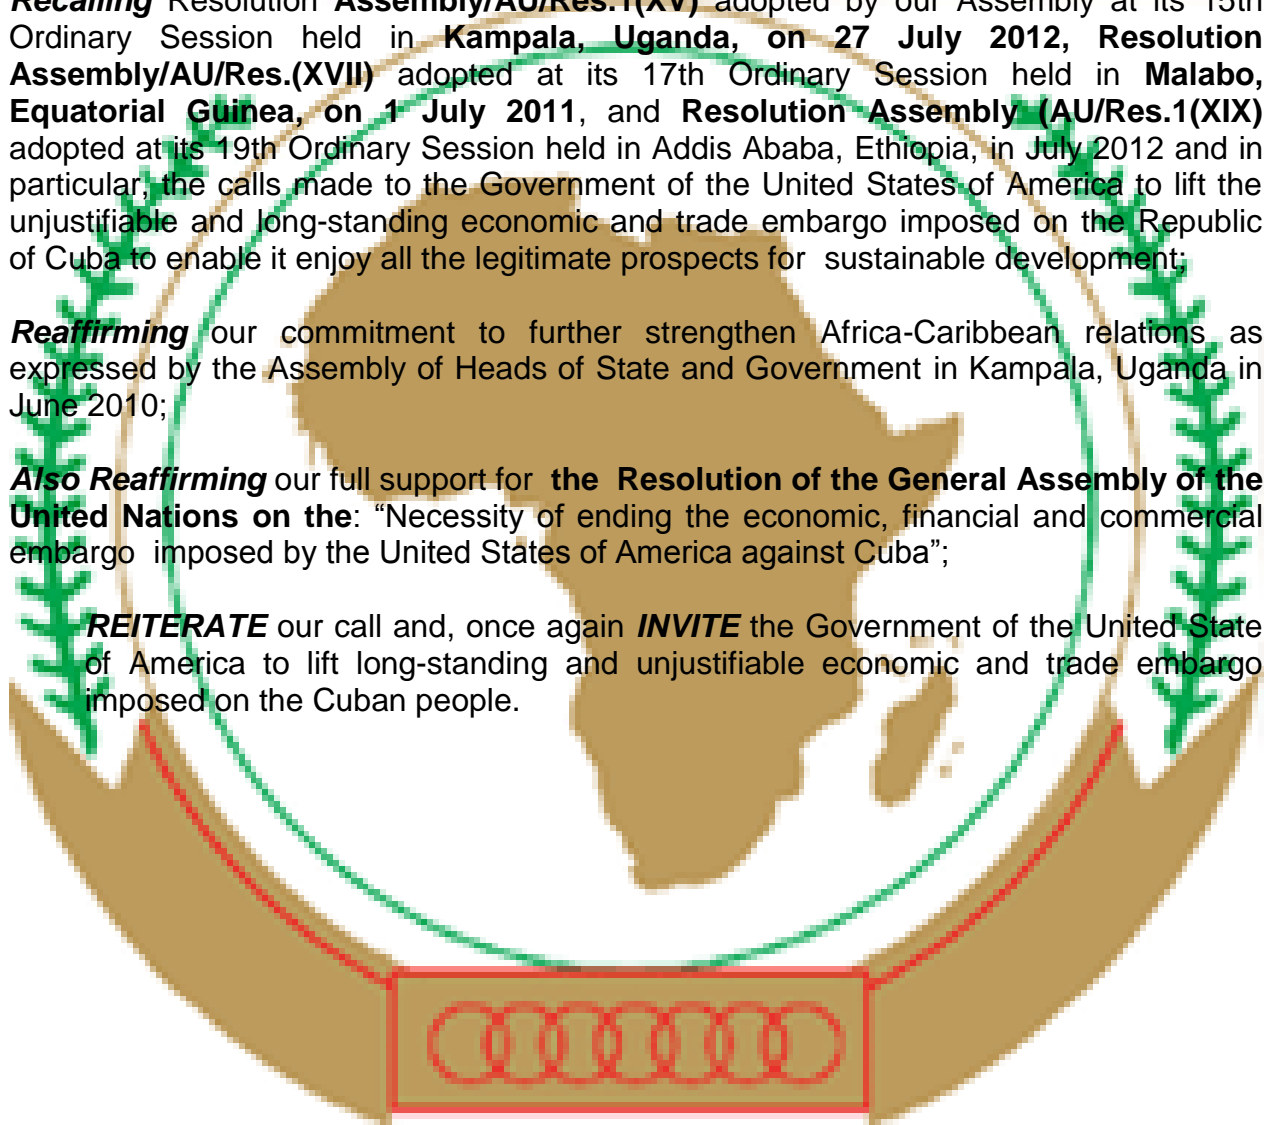 Recalling Resolution Assembly/AU/Res.1(XV) adopted by our Assembly at its 15th
Ordinary Session held in Kampala, Uganda, on 27 July 2012, Resolution
Assembly/AU/Res.(XVII) adopted at its 17th Ordinary Session held in Malabo,
Equatorial Guinea, on 1 July 2011, and Resolution Assembly (AU/Res.1(XIX)
adopted at its 19th Ordinary Session held in Addis Ababa, Ethiopia, in July 2012 and in
particular, the calls made to the Government of the United States of America to lift the
unjustifiable and long-standing economic and trade embargo imposed on the Republic
of Cuba to enable it enjoy all the legitimate prospects for sustainable development;
Reaffirming our commitment to further strengthen Africa-Caribbean relations as
expressed by the Assembly of Heads of State and Government in Kampala, Uganda in
June 2010;
Also Reaffirming our full support for the Resolution of the General Assembly of the
United Nations on the: “Necessity of ending the economic, financial and commercial
embargo imposed by the United States of America against Cuba”;
REITERATE our call and, once again INVITE the Government of the United State
of America to lift long-standing and unjustifiable economic and trade embargo
imposed on the Cuban people.